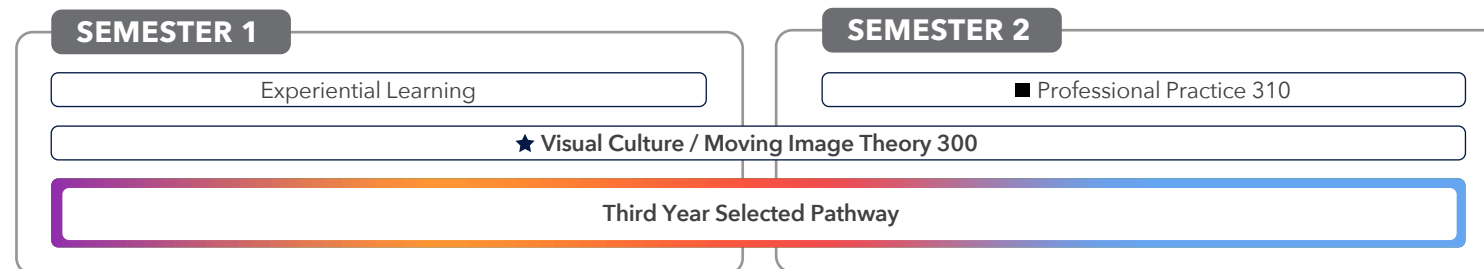 SEMESTER 1
SEMESTER 2
Experiential Learning
■ Professional Practice 310
★ Visual Culture / Moving Image Theory 300
Third Year Selected Pathway